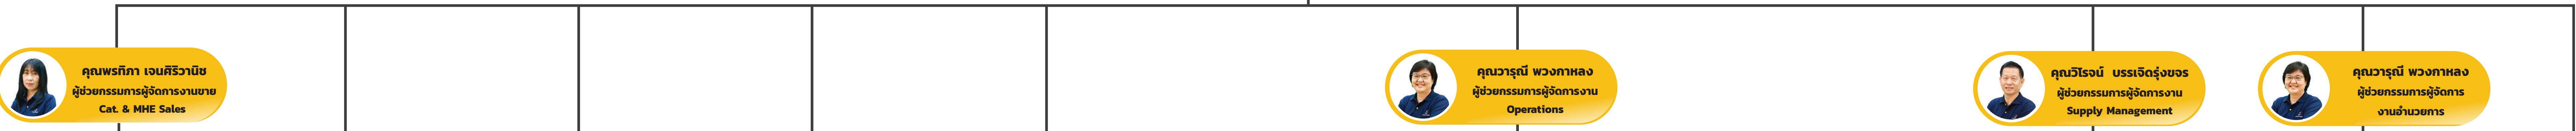 คุณพรทิภา เจนศิริวานิช
ผู้ช่วยกรรมการผู้จัดการงานขาย
Cat. & MHE Sales
คุณวารุณี พวงกาหลง
ผู้ช่วยกรรมการผู้จัดการงาน
Operations
คุณวิโรจน์ บรรเจิดรุ่งขจร
ผู้ช่วยกรรมการผู้จัดการงาน
Supply Management
คุณวารุณี พวงกาหลง
ผู้ช่วยกรรมการผู้จัดการ
งานอำนวยการ